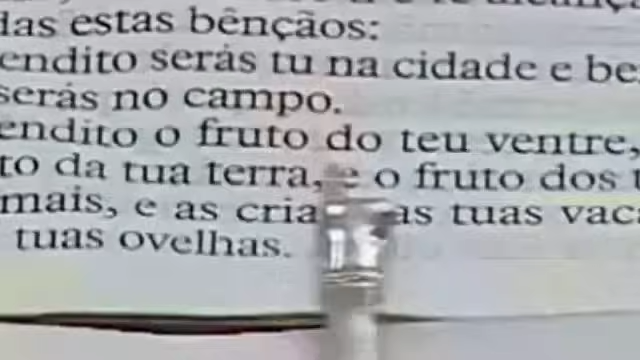 das estas bênçãos:
endito serás tu na cidade e be
serás no campo.
endito o fruto do teu ventre,
to da tua terra, e o fruto dos t
mais, e as cria as tuas vaca
tuas ovelhas.